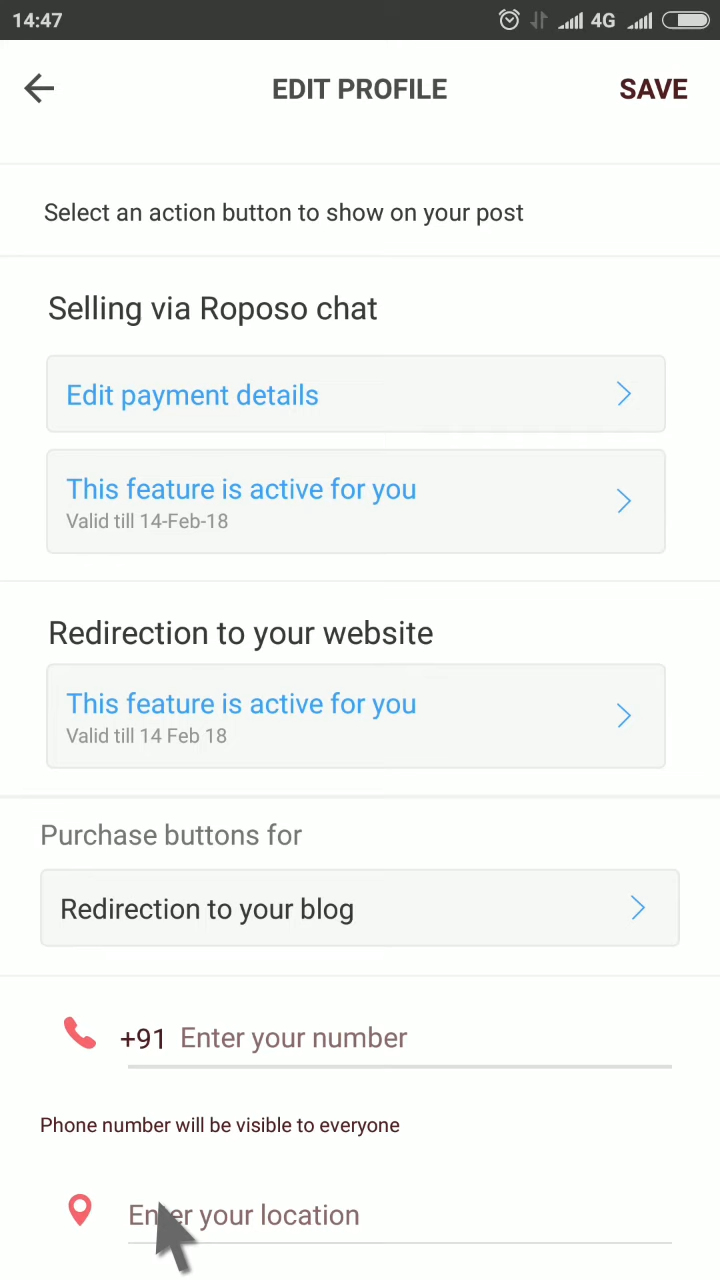 14:47
4G
EDIT PROFILE
SAVE
Select an action button to show on your post
Selling via Roposo chat
Edit payment details
This feature is active for you
Valid till 14-Feb-18
Redirection to your website
This feature is active for you
Valid till 14 Feb 18
Purchase buttons for
Redirection to your blog
+91 Enter your number
Phone number will be visible to everyone
Enter your location